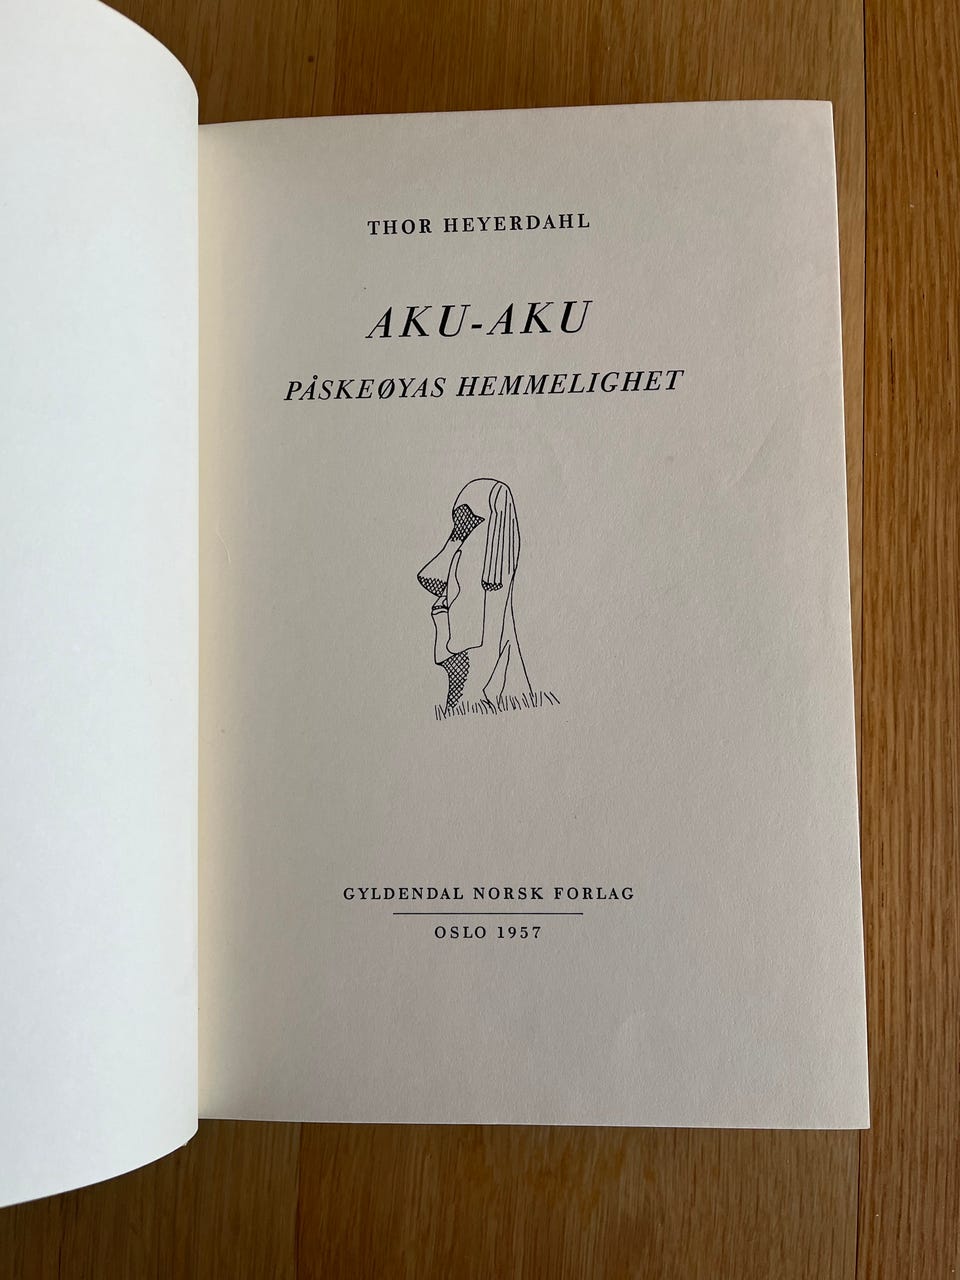 THOR HEYERDAHL
AKU-AKU
PÅSKEØYAS HEMMELIGHET
GYLDENDAL NORSK FORLAG
OSLO 1957